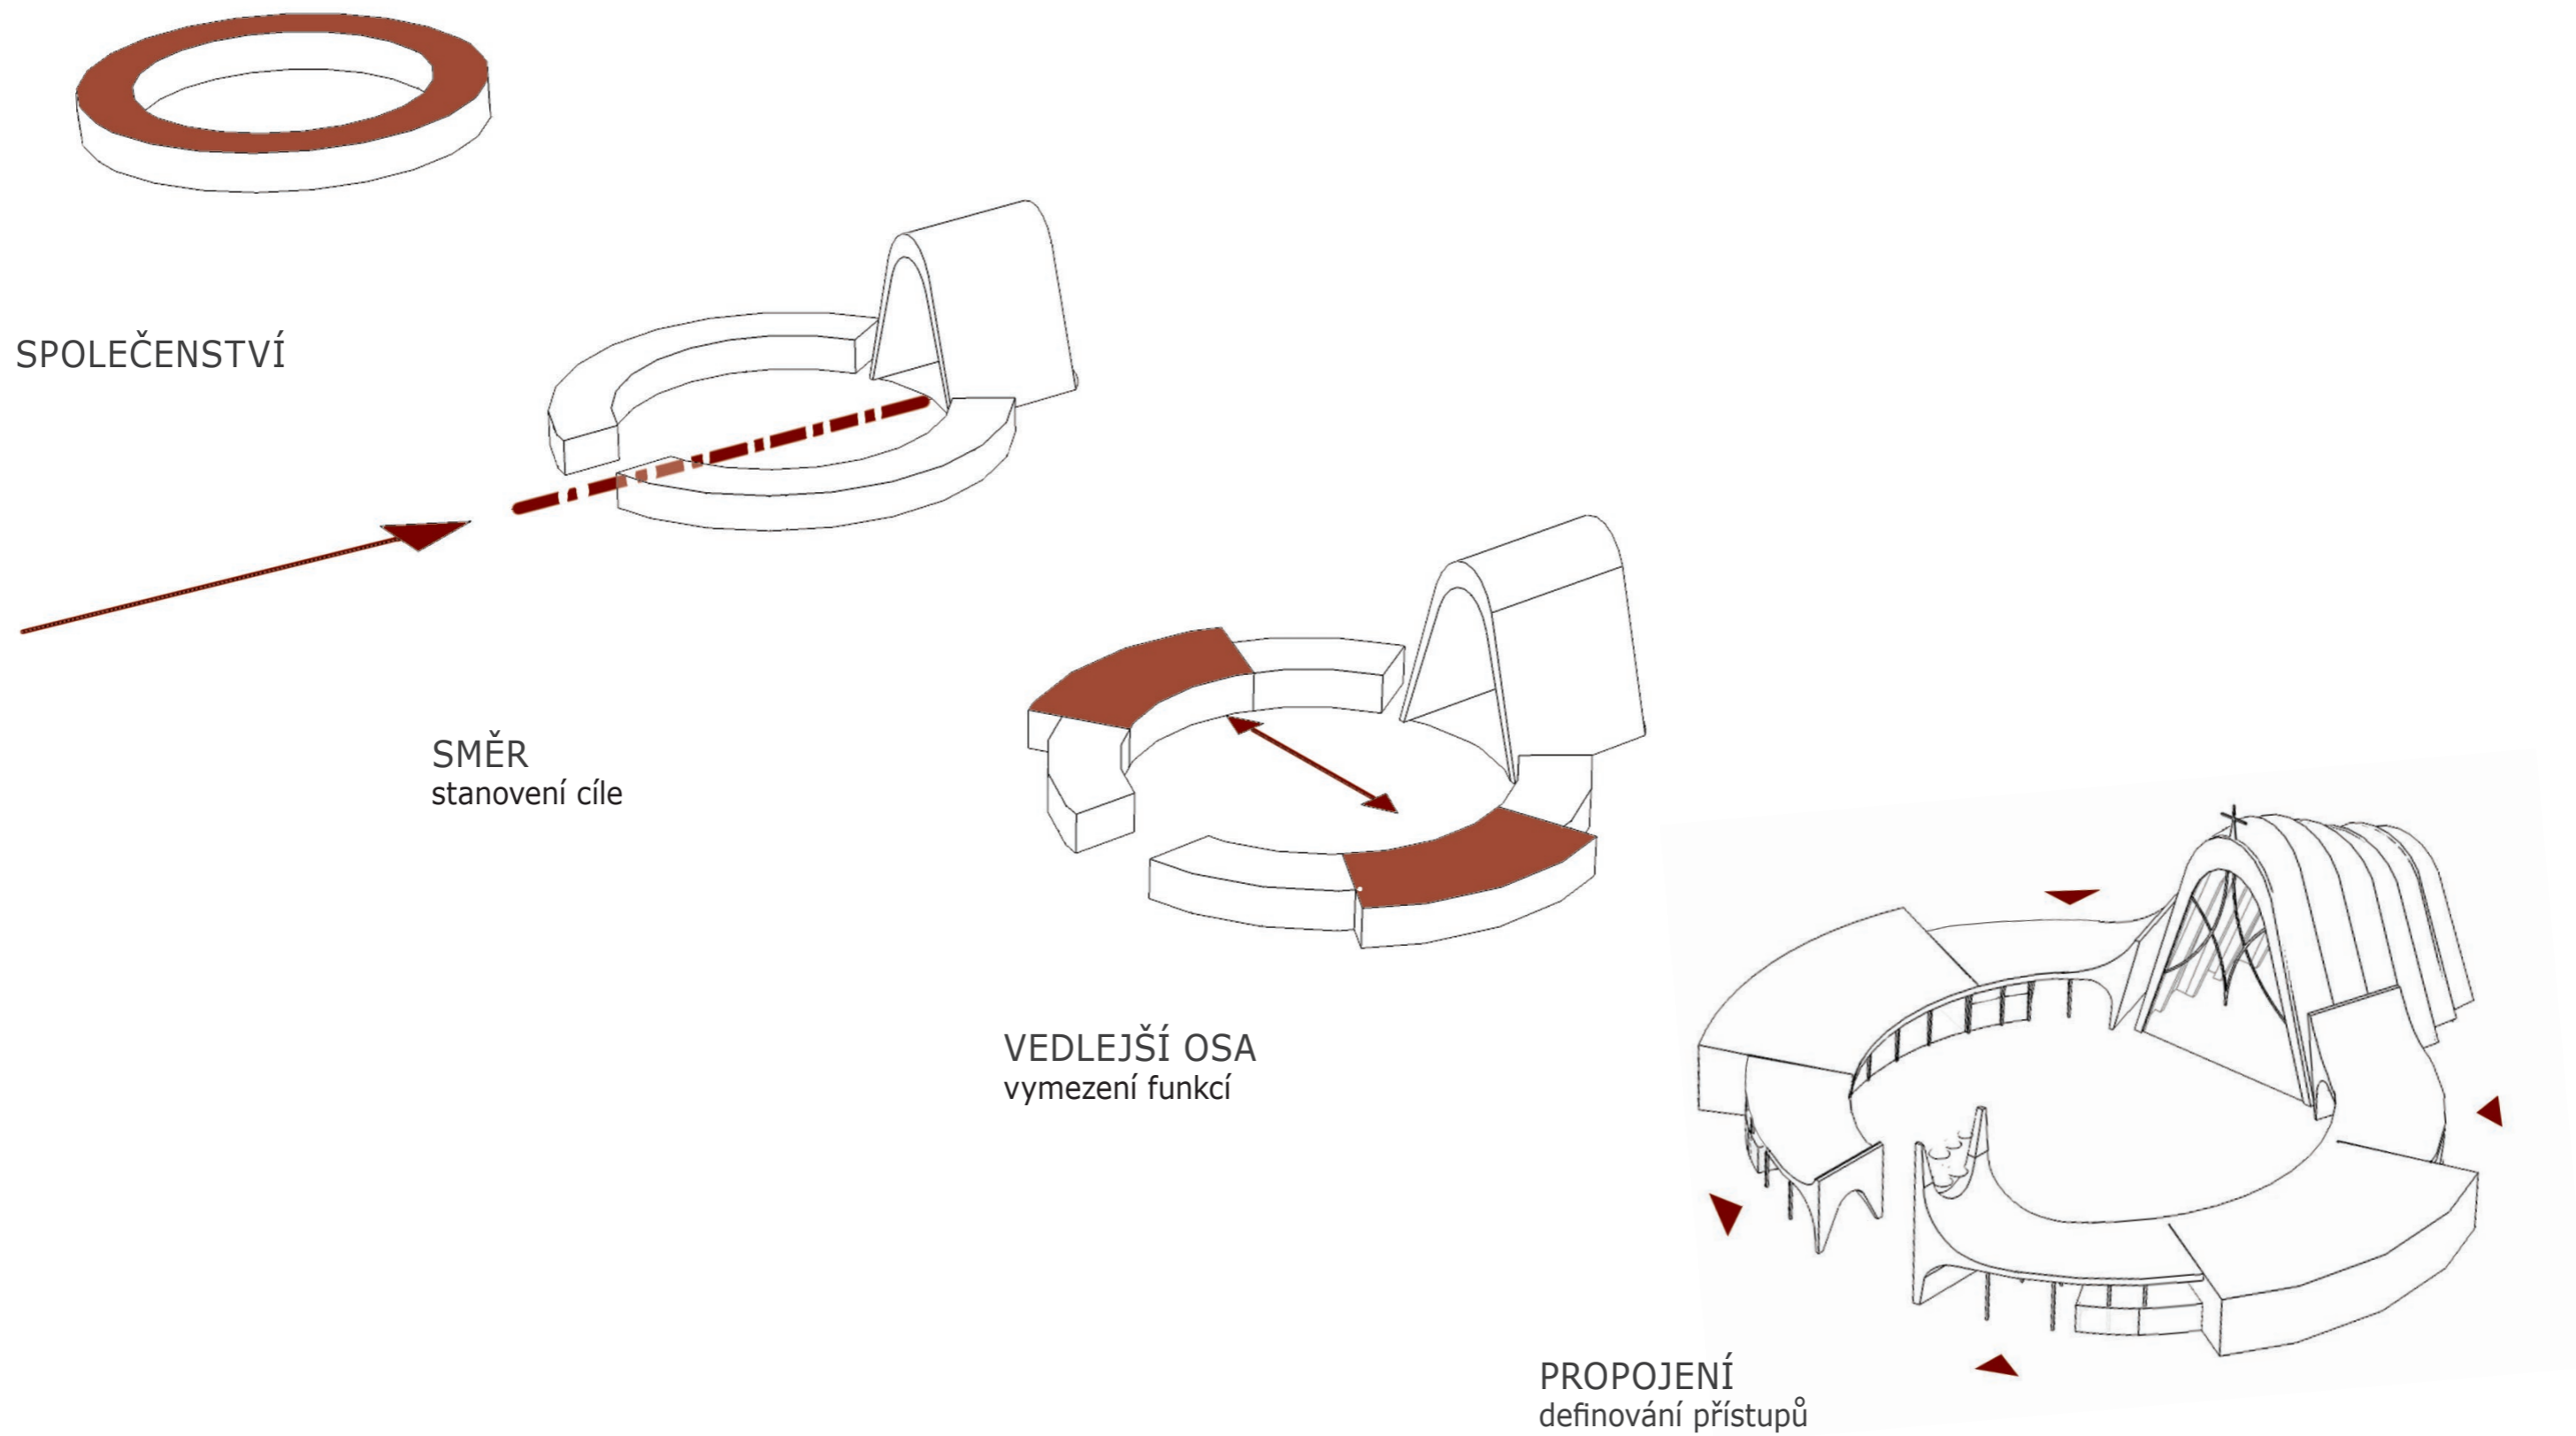 SPOLEČENSTVÍ
SMĚR
stanovení cíle
VEDLEJŠÍ OSA
vymezení funkcí
PROPOJENÍ
definování přístupů